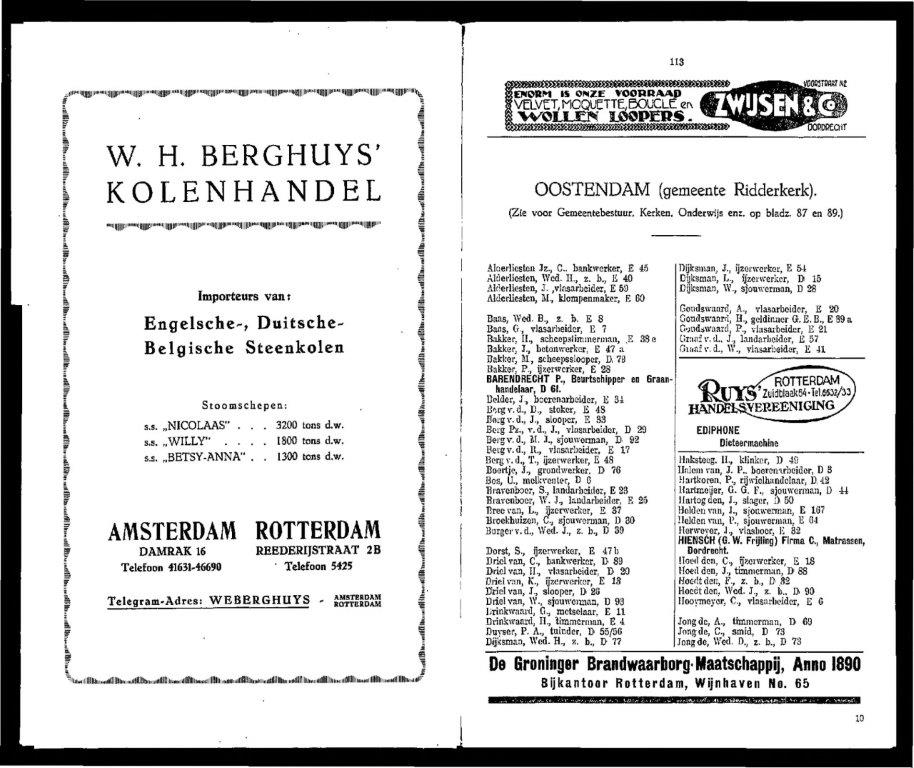 W. H. BERGHUYS'
KOLENHANDEL
Importeurs van:
Engelsche-, Duitsche-
Belgische Steenkolen
Stoomschepen:
s.s. „NICOLAAS" . . 3200 tons d.w.
s.s. „WILLY" . . . . 1800 tons d.w.
s.s. „BETSY-ANNA" . . 1300 tons d.w.
AMSTERDAM
DAMRAK 16
Telefoon 41631-46690
ROTTERDAM
REEDERIJSTRAAT 2B
Telefoon 5425
Telegram-Adres: WEBERGHUYS - AMSTERDAM
ROTTERDAM
113
ENORM IS ONZE VOORRAAD
VELVET, MOQUETTE, BOUCLE en
WOLLEN LOOPERS.
VOORSTRAAT N2
ZWIJSEN & Co
DORDRECHT
OOSTENDAM (gemeente Ridderkerk).
(Zie voor Gemeentebestuur. Kerken, Onderwijs enz. op bladz. 87 en 89.)
Alderliesten Jz., C.. bankwerker, E 45
Alderliesten, Wed. H., z. b., E 40
Alderliesten, J. ,vlasarbeider, E 59
Alderliesten, M., klompenmaker, E 60
Baas, Wed. B., z. b. E 8
Baas, G., vlasarbeider, E 7
Bakker, H., scheepstimmerman, E 38 e
Bakker, J., betonwerker, E 47 a
Bakker, M., scheepsslooper, D. 73
Bakker, P., ijzerwerker, E 28
BARENDRECHT P., Beurtschipper en Graan-
handelaar, D 61.
Belder, J., boerenarbeider, E 34
Berg v. d., D., stoker, E 48
Berg v. d., J., slooper, E 33
Berg Pz., v. d., J., vlasarbeider, D 29
Berg v. d., M. J., sjouwerman, D 92
Berg v. d., R., vlasarbeider, E 17
Berg v. d., T., ijzerwerker, E 48
Boertje, J., grondwerker. D 76
Bos, melkventer, D 6
Bravenboer, S., landarbeider, E 23
Bravenboer, W. J., landarbeider, E 25
Bree van, L., ijzerwerker, E 37
Broekhuizen, C., sjouwerman, D 30
Burger v. d., Wed. J., z. b., D 39
Dorst, S., ijzerwerker, E 47 b
Driel van, C., bankwerker, D 89
Driel van, H., vlasarbeider, D 20
Driel van, K., ijzerwerker, E 13
Driel van, J., slooper, D 26
Driel van, W., sjouwerman, D 93
Drinkwaard, G., metselaar, E 11
Drinkwaard, H., timmerman, E 4
Duyser, P. A., tuinder, D 55/56
Dijksman, Wed. H., z. b., D 77
Dijksman, J., ijzerwerker, E 54
Dijksman, L., ijzerwerker, D 15
Dijksman, W., sjouwerman, D 28
Goudswaard, A., vlasarbeider, E 20
Goudswaard, H., geldinner G. E. B., E 39 a
Goudswaard, P., vlasarbeider, E 21
Graaf v. d., J., landarbeider, E 57
Graaf v. d., W., vlasarbeider, E 41
RUYS' ROTTERDAM
Zuidblaak 54 - Tel. 6632/33
HANDELSVEREENIGING
EDIPHONE
Dicteermachine
Haksteeg. H., klinker, D 49
Halem van, J. P., boerenarbeider, D 3
Hartkoren, P., rijwielhandelaar, D 42
Hartmeijer, G. G. F., sjouwerman, D 44
Hartog den, J., slager, D 50
Helden van, J., sjouwerman, E 167
Helden van, P., sjouwerman, E 64
Herwever, J., vlasboer, E 32
HIENSCH (G. W. Frijling) Firma C., Matrassen,
Dordrecht.
Hoed den, C., ijzerwerker, E 18
Hoed den, J., timmerman, D 88
Hoedt den, F., z. b., D 32
Hoedt den, Wed. J., z. b., D 90
Hooymeyer, C., vlasarbeider, E 6
Jong de, A., timmerman, D 69
Jong de, C., smid, D 73
Jong de, Wed. D., z. b., D 73
De Groninger Brandwaarborg-Maatschappij, Anno 1890
Bijkantoor Rotterdam, Wijnhaven No. 65
10